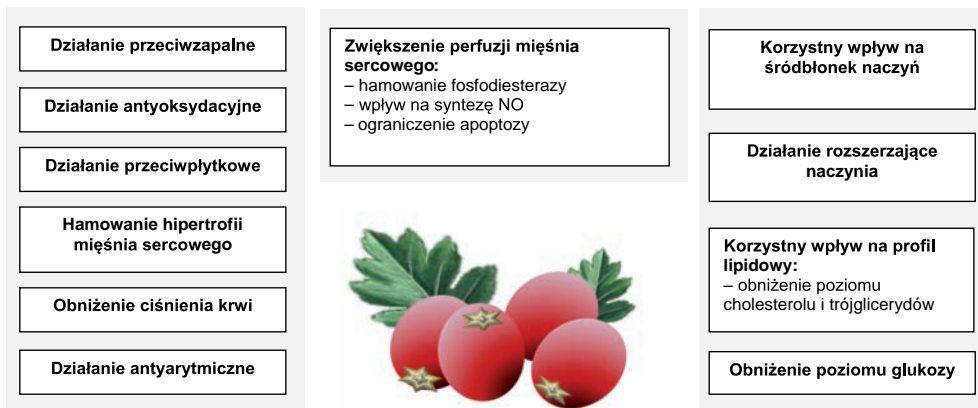 Działanie przeciwzapalne
Działanie antyoksydacyjne
Działanie przeciwpłytkowe
Hamowanie hipertrofii
mięśnia sercowego
Obniżenie ciśnienia krwi
Działanie antyarytmiczne
Zwiększenie perfuzji mięśnia
sercowego:
– hamowanie fosfodiesterazy
– wpływ na syntezę NO
– ograniczenie apoptozy
Korzystny wpływ na
śródbłonek naczyń
Działanie rozszerzające
naczynia
Korzystny wpływ na profil
lipidowy:
– obniżenie poziomu
cholesterolu i trójglicerydów
Obniżenie poziomu glukozy